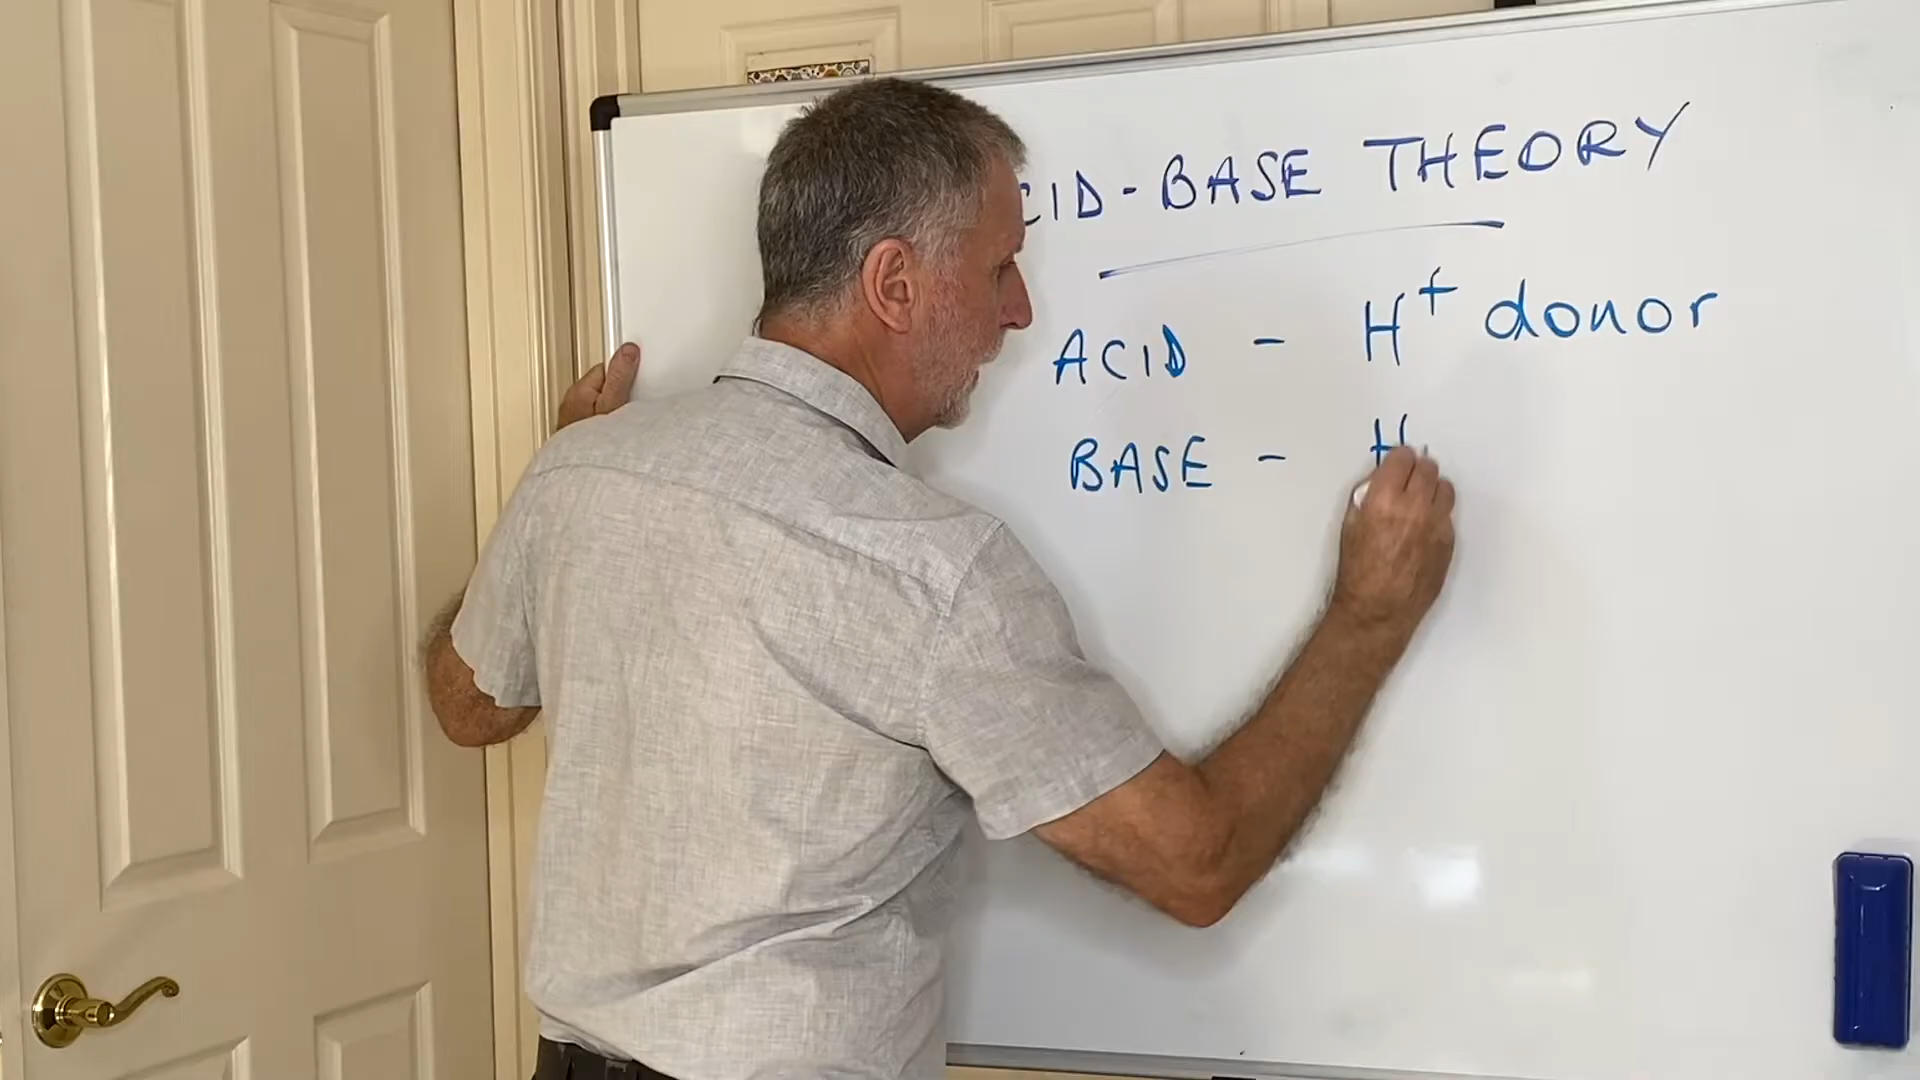 CID-BASE THEORY
ACID - H+ donor
BASE - H